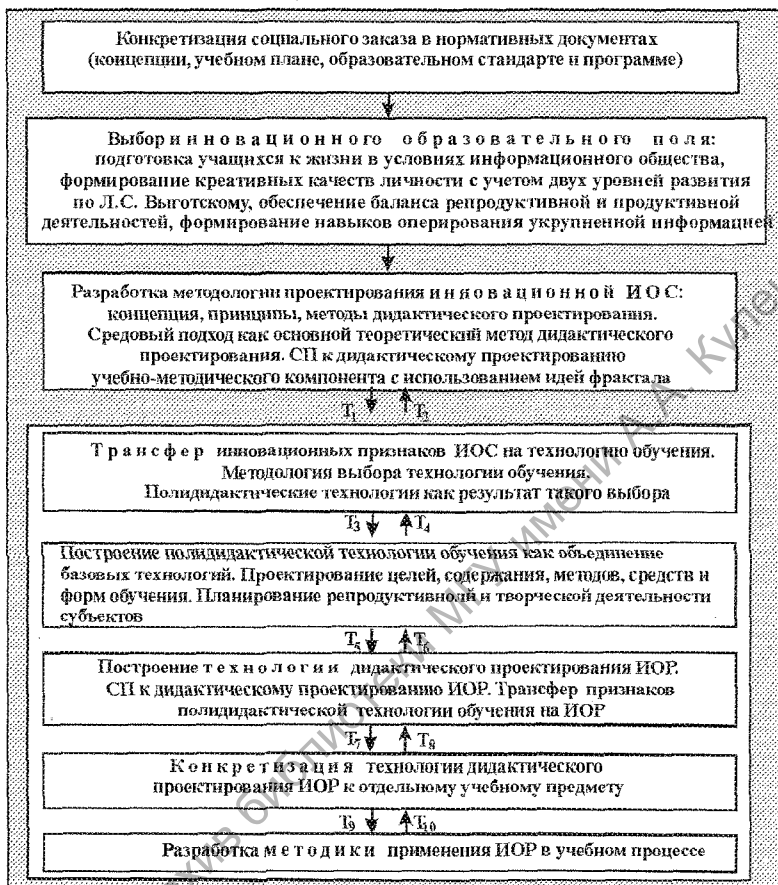 Конкретизация социального заказа в нормативных документах
(концепции, учебном плане, образовательном стандарте и программе)
Выбор инновационного образовательного поля:
подготовка учащихся к жизни в условиях информационного общества,
формирование креативных качеств личности с учетом двух уровней развития
по Л.С. Выготскому, обеспечение баланса репродуктивной и продуктивной
деятельностей, формирование навыков оперирования укрупненной информацией
Разработка методологии проектирования инновационной ИОС:
концепция, принципы, методы дидактического проектирования.
Средовый подход как основной теоретический метод дидактического
проектирования. СП к дидактическому проектированию
учебно-методического компонента с использованием идей фрактала
T1 T2
Трансфер инновационных признаков ИОС на технологию обучения.
Методология выбора технологии обучения.
Полидидактические технологии как результат такого выбора
T3 T4
Построение полидидактической технологии обучения как объединение
базовых технологий. Проектирование целей, содержания, методов, средств и
форм обучения. Планирование репродуктивной и творческой деятельности
субъектов
T5 T6
Построение технологии дидактического проектирования ИОР.
СП к дидактическому проектированию ИОР. Трансфер признаков
полидидактической технологии обучения на ИОР
T7 T8
Конкретизация технологии дидактического
проектирования ИОР к отдельному учебному предмету
T9 T10
Разработка методики применения ИОР в учебном процессе
архив библиотеки МГУ имени А.А. Куле